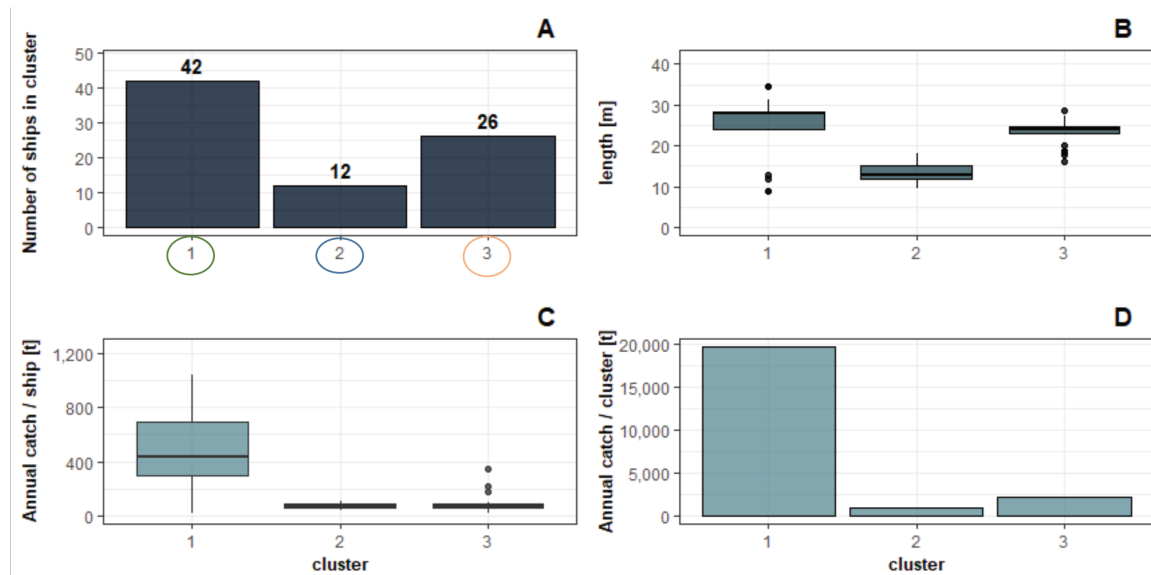 A
Number of ships in cluster
50
40
30
20
10
0
42
12
26
1 2 3
B
length [m]
40
30
20
10
0
1 2 3
C
Annual catch / ship [t]
1,200
800
400
0
1 2 3
cluster
D
Annual catch / cluster [t]
20,000
15,000
10,000
5,000
0
1 2 3
cluster